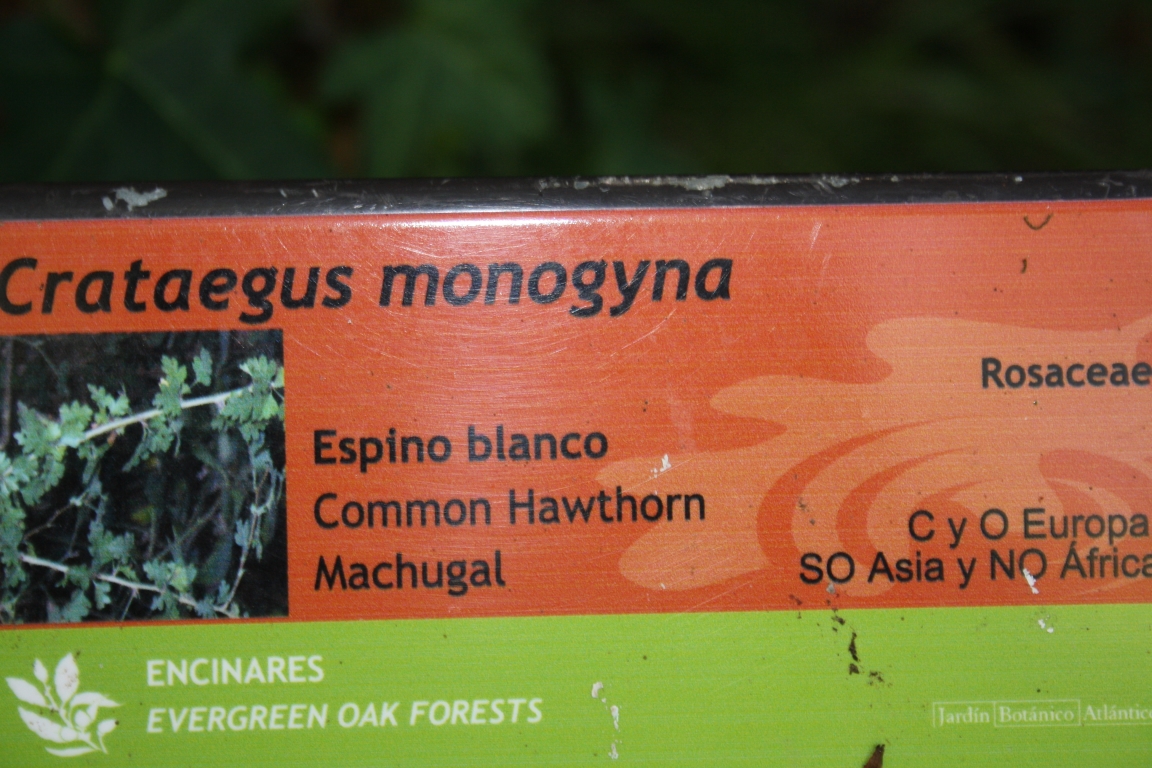 Crataegus monogyna
Rosaceae
Espino blanco
Common Hawthorn
Machugal
C y O Europa
SO Asia y NO África
ENCINARES
EVERGREEN OAK FORESTS
Jardín Botánico Atlántico